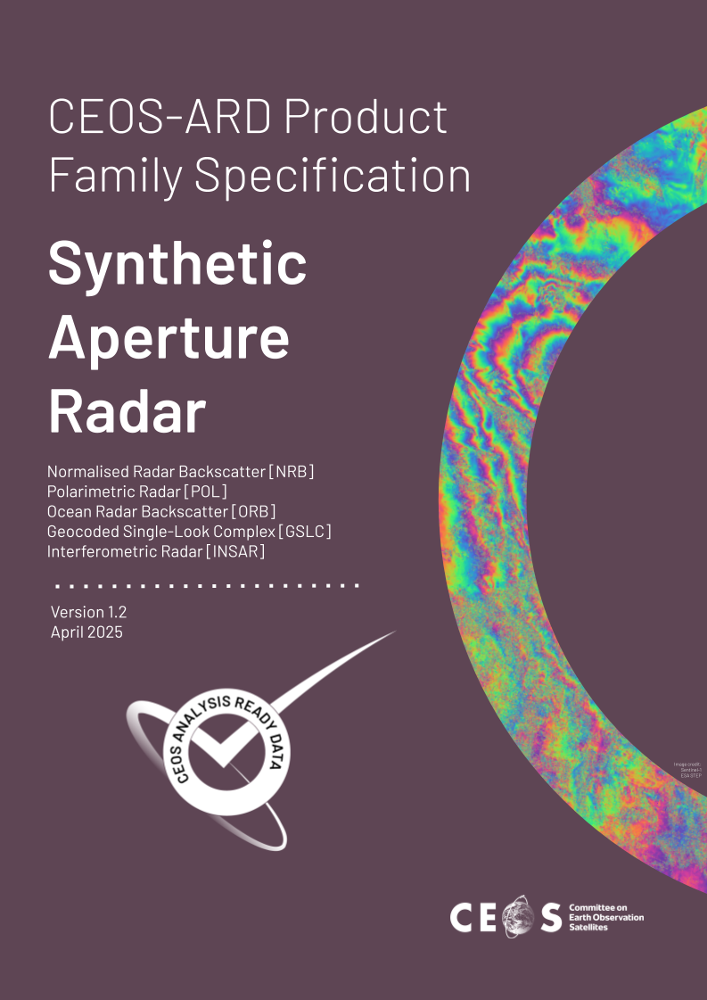 CEOS-ARD Product
Family Specification
Synthetic
Aperture
Radar
Normalised Radar Backscatter [NRB]
Polarimetric Radar [POL]
Ocean Radar Backscatter [ORB]
Geocoded Single-Look Complex [GSLC]
Interferometric Radar [INSAR]
Version 1.2
April 2025
CEOS ANALYSIS READY DATA
Image credit:
Sentinel-1
ESA STEP
CEOS
Committee on
Earth Observation
Satellites